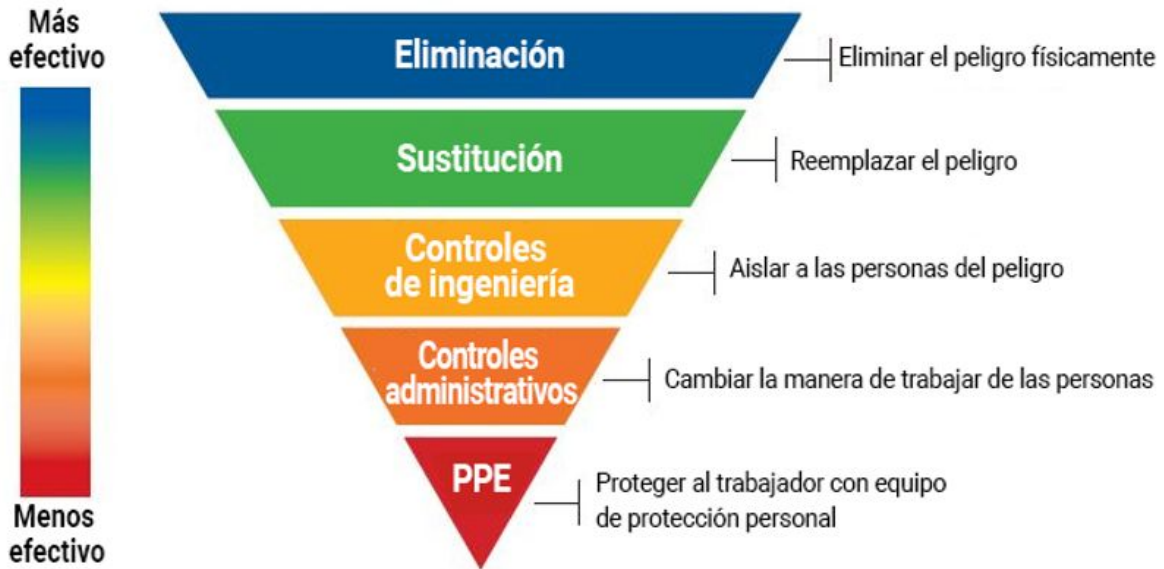 Más
efectivo
Eliminación
Eliminar el peligro físicamente
Sustitución
Reemplazar el peligro
Controles
de ingeniería
Aislar a las personas del peligro
Controles
administrativos
Cambiar la manera de trabajar de las personas
PPE
Proteger al trabajador con equipo
de protección personal
Menos
efectivo